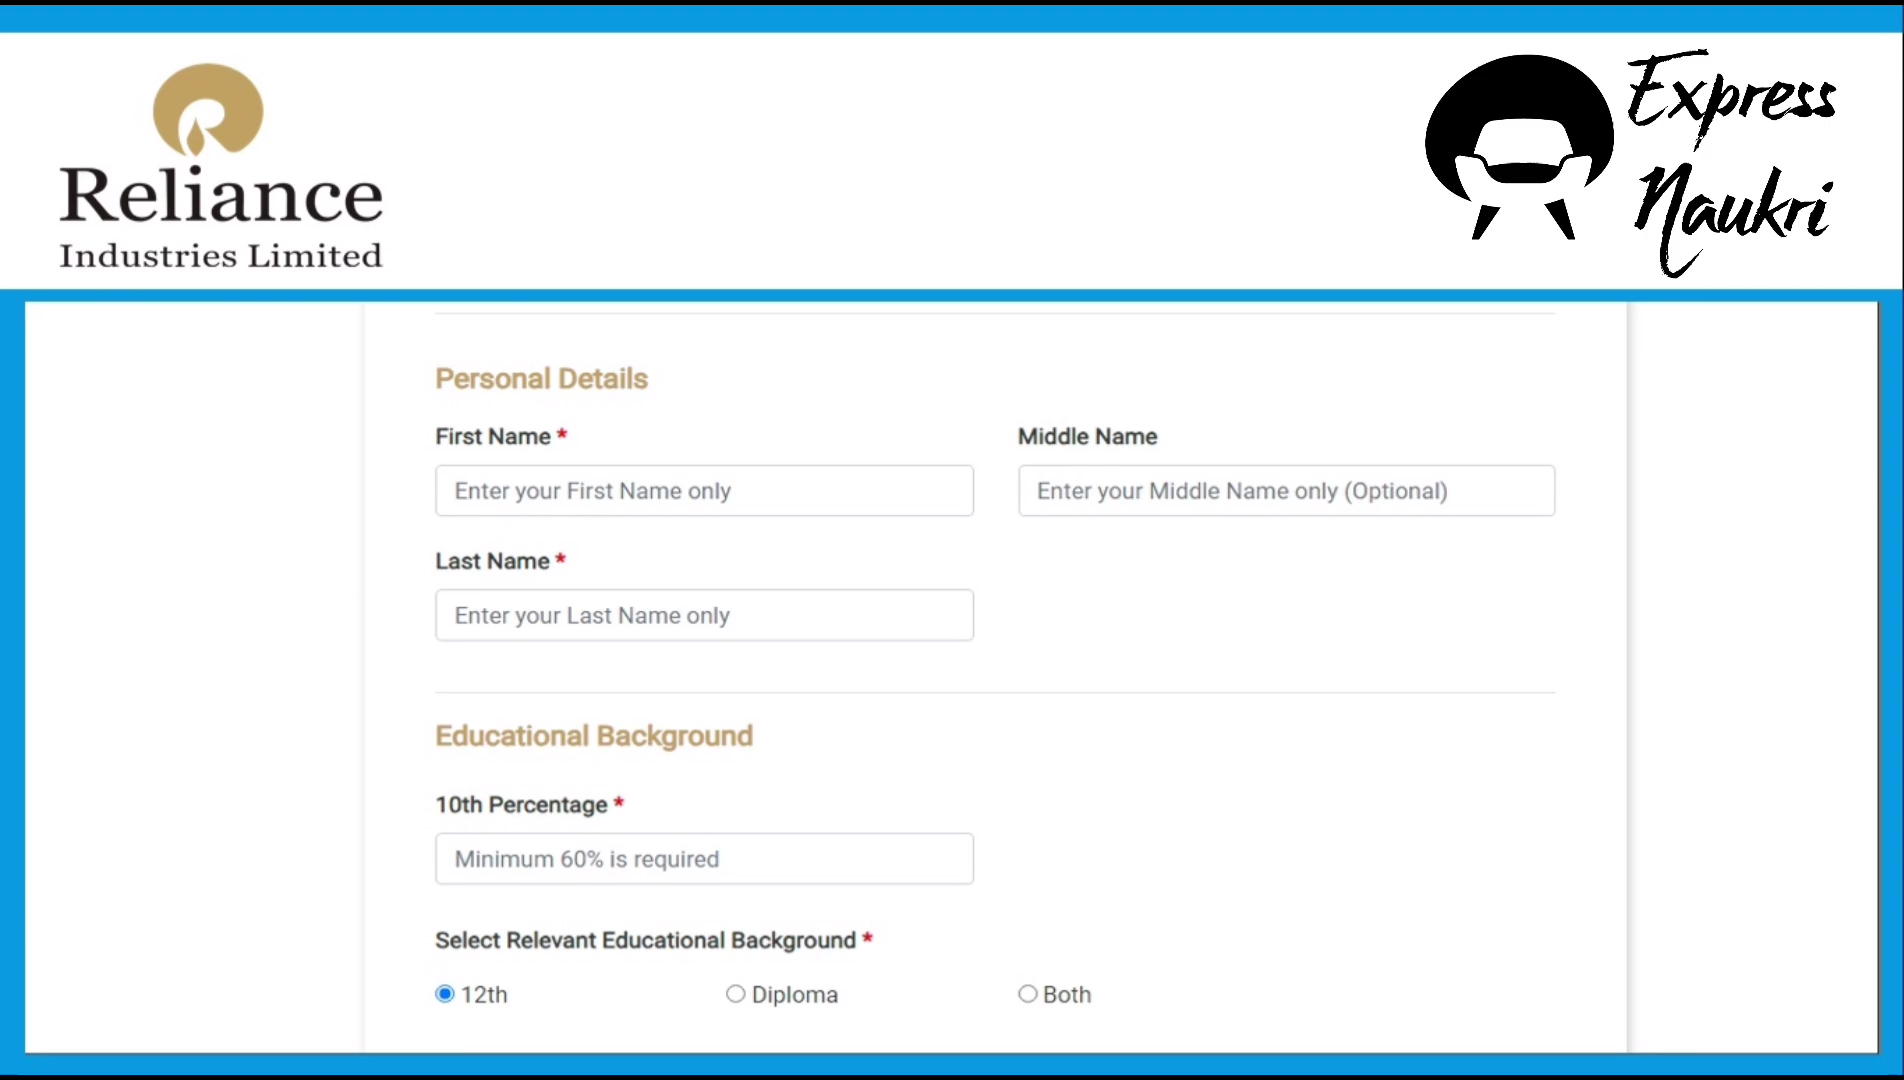 Reliance
Industries Limited
Express
Naukri
Personal Details
First Name *
Middle Name
Enter your First Name only
Enter your Middle Name only (Optional)
Last Name *
Enter your Last Name only
Educational Background
10th Percentage *
Minimum 60% is required
Select Relevant Educational Background *
12th
Diploma
Both